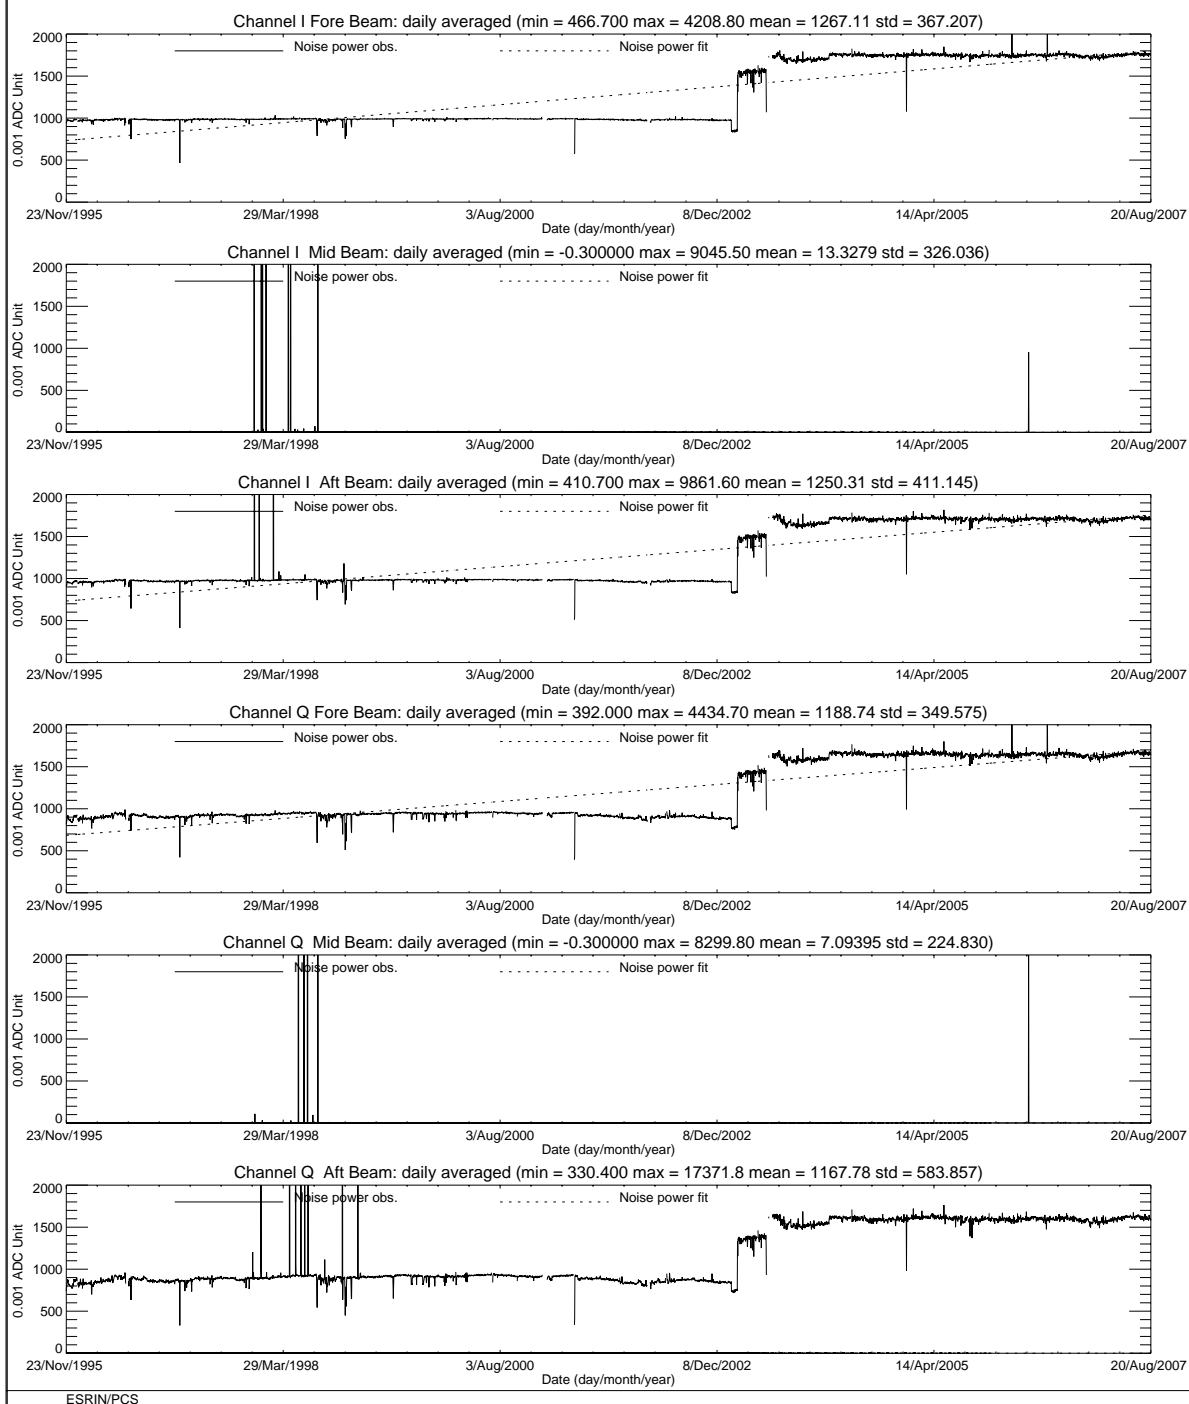 Channel I Fore Beam: daily averaged (min = 466.700 max = 4208.80 mean = 1267.11 std = 367.207)
Noise power obs. Noise power fit
0.001 ADC Unit
2000
1500
1000
500
0
23/Nov/1995 29/Mar/1998 3/Aug/2000 8/Dec/2002 14/Apr/2005 20/Aug/2007
Date (day/month/year)
Channel I Mid Beam: daily averaged (min = -0.300000 max = 9045.50 mean = 13.3279 std = 326.036)
Noise power obs. Noise power fit
0.001 ADC Unit
2000
1500
1000
500
0
23/Nov/1995 29/Mar/1998 3/Aug/2000 8/Dec/2002 14/Apr/2005 20/Aug/2007
Date (day/month/year)
Channel I Aft Beam: daily averaged (min = 410.700 max = 9861.60 mean = 1250.31 std = 411.145)
Noise power obs. Noise power fit
0.001 ADC Unit
2000
1500
1000
500
0
23/Nov/1995 29/Mar/1998 3/Aug/2000 8/Dec/2002 14/Apr/2005 20/Aug/2007
Date (day/month/year)
Channel Q Fore Beam: daily averaged (min = 392.000 max = 4434.70 mean = 1188.74 std = 349.575)
Noise power obs. Noise power fit
0.001 ADC Unit
2000
1500
1000
500
0
23/Nov/1995 29/Mar/1998 3/Aug/2000 8/Dec/2002 14/Apr/2005 20/Aug/2007
Date (day/month/year)
Channel Q Mid Beam: daily averaged (min = -0.300000 max = 8299.80 mean = 7.09395 std = 224.830)
Noise power obs. Noise power fit
0.001 ADC Unit
2000
1500
1000
500
0
23/Nov/1995 29/Mar/1998 3/Aug/2000 8/Dec/2002 14/Apr/2005 20/Aug/2007
Date (day/month/year)
Channel Q Aft Beam: daily averaged (min = 330.400 max = 17371.8 mean = 1167.78 std = 583.857)
Noise power obs. Noise power fit
0.001 ADC Unit
2000
1500
1000
500
0
23/Nov/1995 29/Mar/1998 3/Aug/2000 8/Dec/2002 14/Apr/2005 20/Aug/2007
Date (day/month/year)
ESRIN/PCS